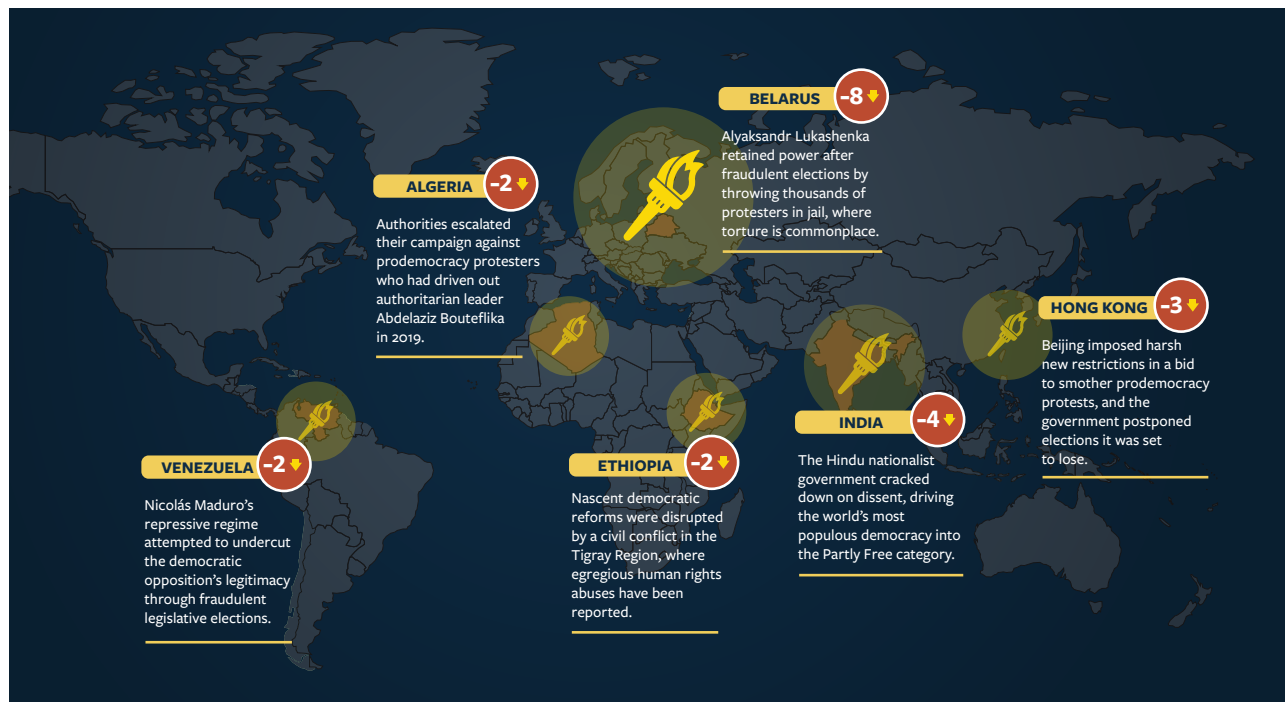 BELARUS
-8
Alyaksandr Lukashenka
retained power after
fraudulent elections by
throwing thousands of
protesters in jail, where
torture is commonplace.
ALGERIA
-2
Authorities escalated
their campaign against
prodemocracy protesters
who had driven out
authoritarian leader
Abdelaziz Bouteflika
in 2019.
HONG KONG
-3
Beijing imposed harsh
new restrictions in a bid
to smother prodemocracy
protests, and the
government postponed
elections it was set
to lose.
INDIA
-4
The Hindu nationalist
government cracked
down on dissent, driving
the world’s most
populous democracy into
the Partly Free category.
VENEZUELA
-2
Nicolás Maduro’s
repressive regime
attempted to undercut
the democratic
opposition’s legitimacy
through fraudulent
legislative elections.
ETHIOPIA
-2
Nascent democratic
reforms were disrupted
by a civil conflict in the
Tigray Region, where
egregious human rights
abuses have been
reported.